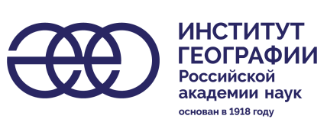 ИНСТИТУТ
ГЕОГРАФИИ
Российской
академии наук
основан в 1918 году